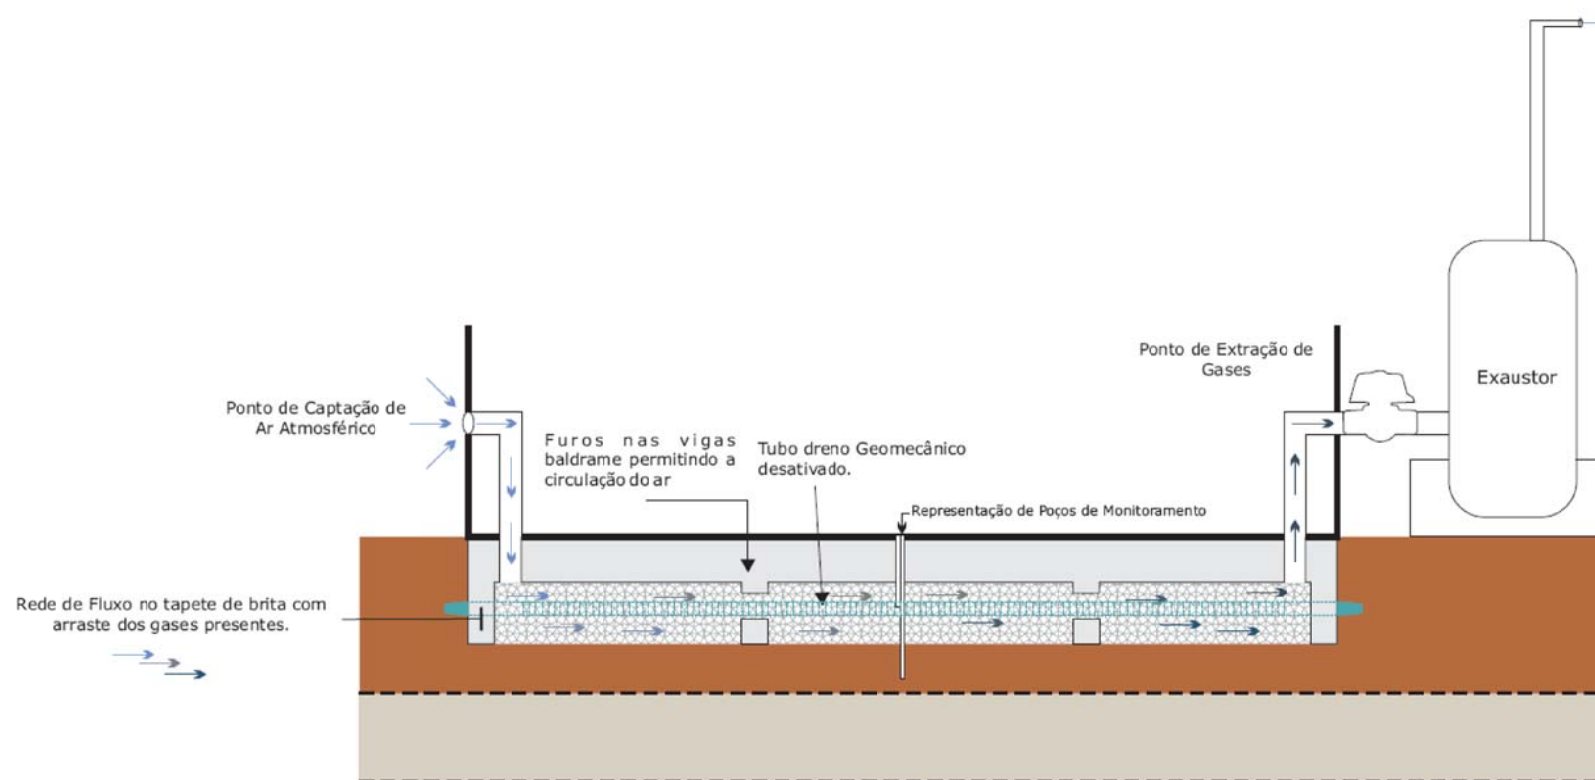 Ponto de Extração de
Gases
Exaustor
Ponto de Captação de
Ar Atmosférico
Furos nas vigas
baldrame permitindo a
circulação do ar
Tubo dreno Geomecânico
desativado.
Representação de Poços de Monitoramento
Rede de Fluxo no tapete de brita com
arraste dos gases presentes.